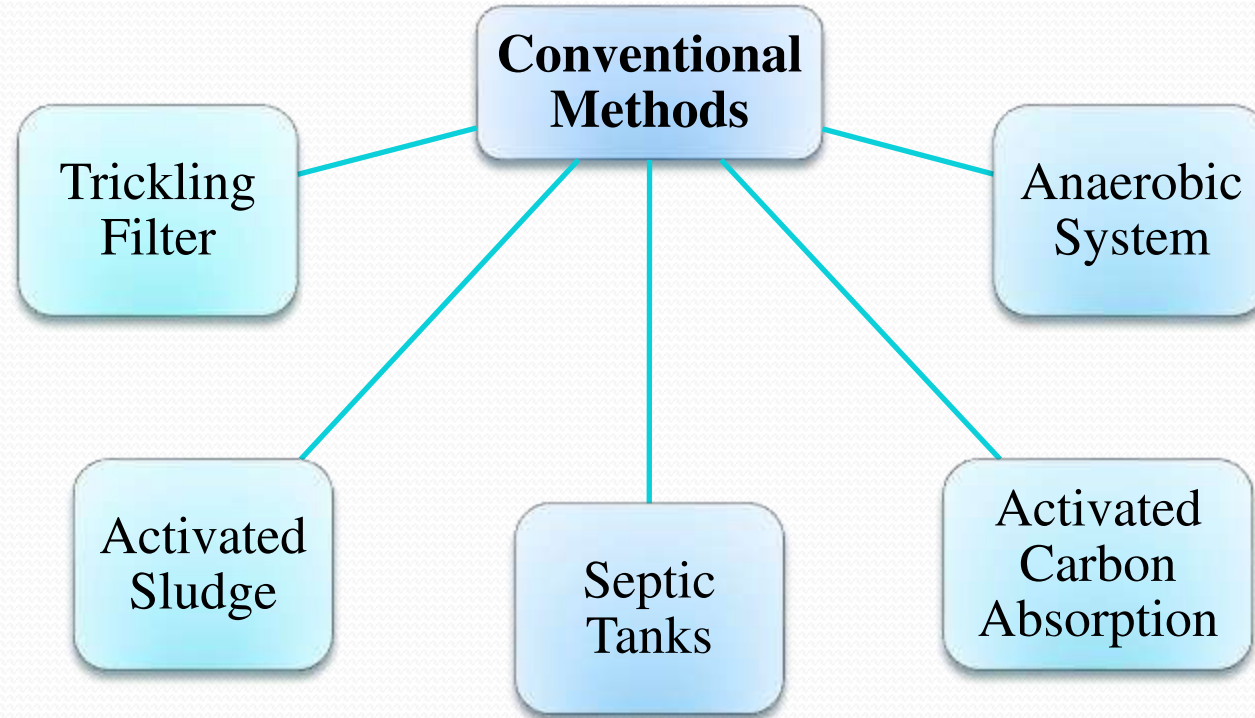 Conventional
Methods
Trickling
Filter
Anaerobic
System
Activated
Sludge
Septic
Tanks
Activated
Carbon
Absorption